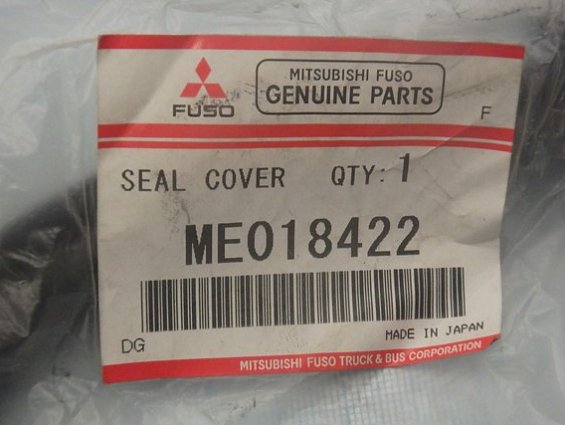 FUSO
MITSUBISHI FUSO
GENUINE PARTS
F
SEAL COVER QTY: 1
ME018422
MADE IN JAPAN
DG
MITSUBISHI FUSO TRUCK & BUS CORPORATION